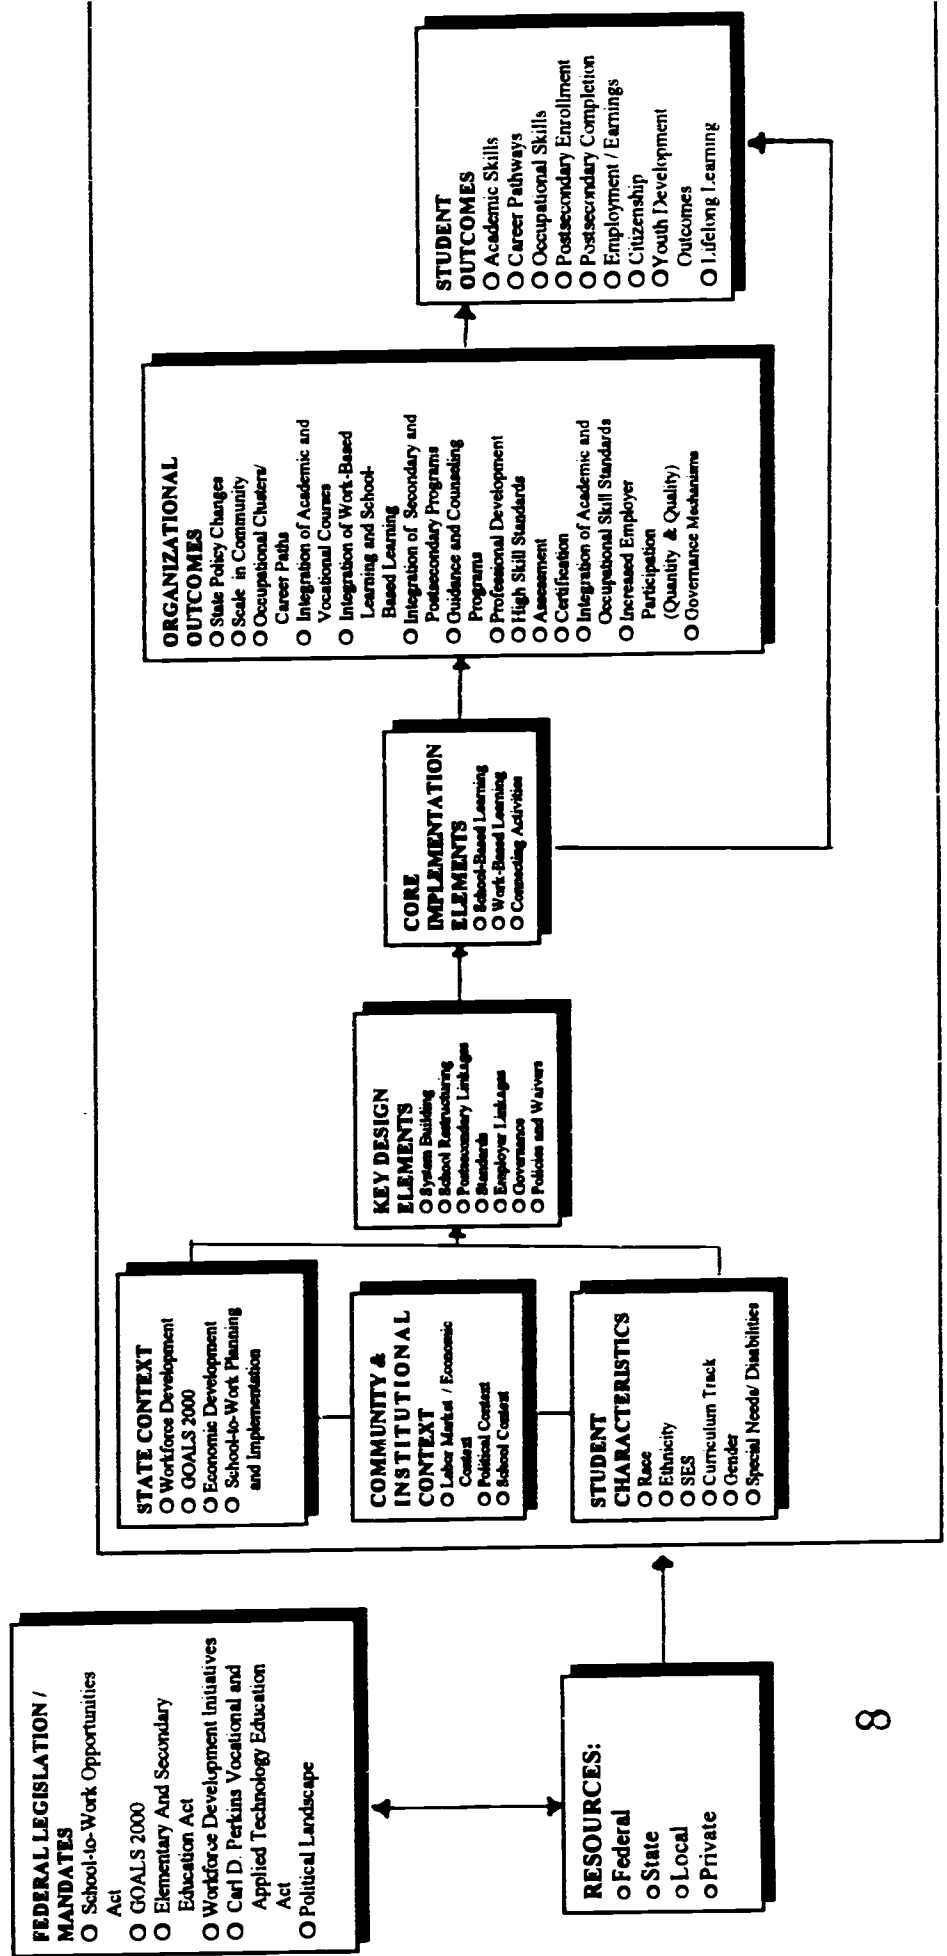 FEDERAL LEGISLATION /
MANDATES
O School-to-Work Opportunities
Act
O GOALS 2000
O Elementary And Secondary
Education Act
O Workforce Development Initiatives
O Carl D. Perkins Vocational and
Applied Technology Education
Act
O Political Landscape
RESOURCES:
O Federal
O State
O Local
O Private
STATE CONTEXT
O Workforce Development
O GOALS 2000
O Economic Development
O School-to-Work Planning
and Implementation
COMMUNITY &
INSTITUTIONAL
CONTEXT
O Labor Market / Economic
Context
O Political Context
O School Context
STUDENT
CHARACTERISTICS
O Race
O Ethnicity
O SES
O Curriculum Track
O Gender
O Special Needs/ Disabilities
KEY DESIGN
ELEMENTS
O System Building
O School Restructuring
O Postsecondary Linkages
O Standards
O Employer Linkages
O Governance
O Policies and Waivers
CORE
IMPLEMENTATION
ELEMENTS
O School-Based Learning
O Work-Based Learning
O Connecting Activities
ORGANIZATIONAL
OUTCOMES
O State Policy Changes
O Scale in Community
O Occupational Clusters/
Career Paths
O Integration of Academic and
Vocational Courses
O Integration of Work-Based
Learning and School-
Based Learning
O Integration of Secondary and
Postsecondary Programs
O Guidance and Counseling
Programs
O Professional Development
O High Skill Standards
O Assessment
O Certification
O Integration of Academic and
Occupational Skill Standards
O Increased Employer
Participation
(Quantity & Quality)
O Governance Mechanisms
STUDENT
OUTCOMES
O Academic Skills
O Career Pathways
O Occupational Skills
O Postsecondary Enrollment
O Postsecondary Completion
O Employment / Earnings
O Citizenship
O Youth Development
Outcomes
O Lifelong Learning
8